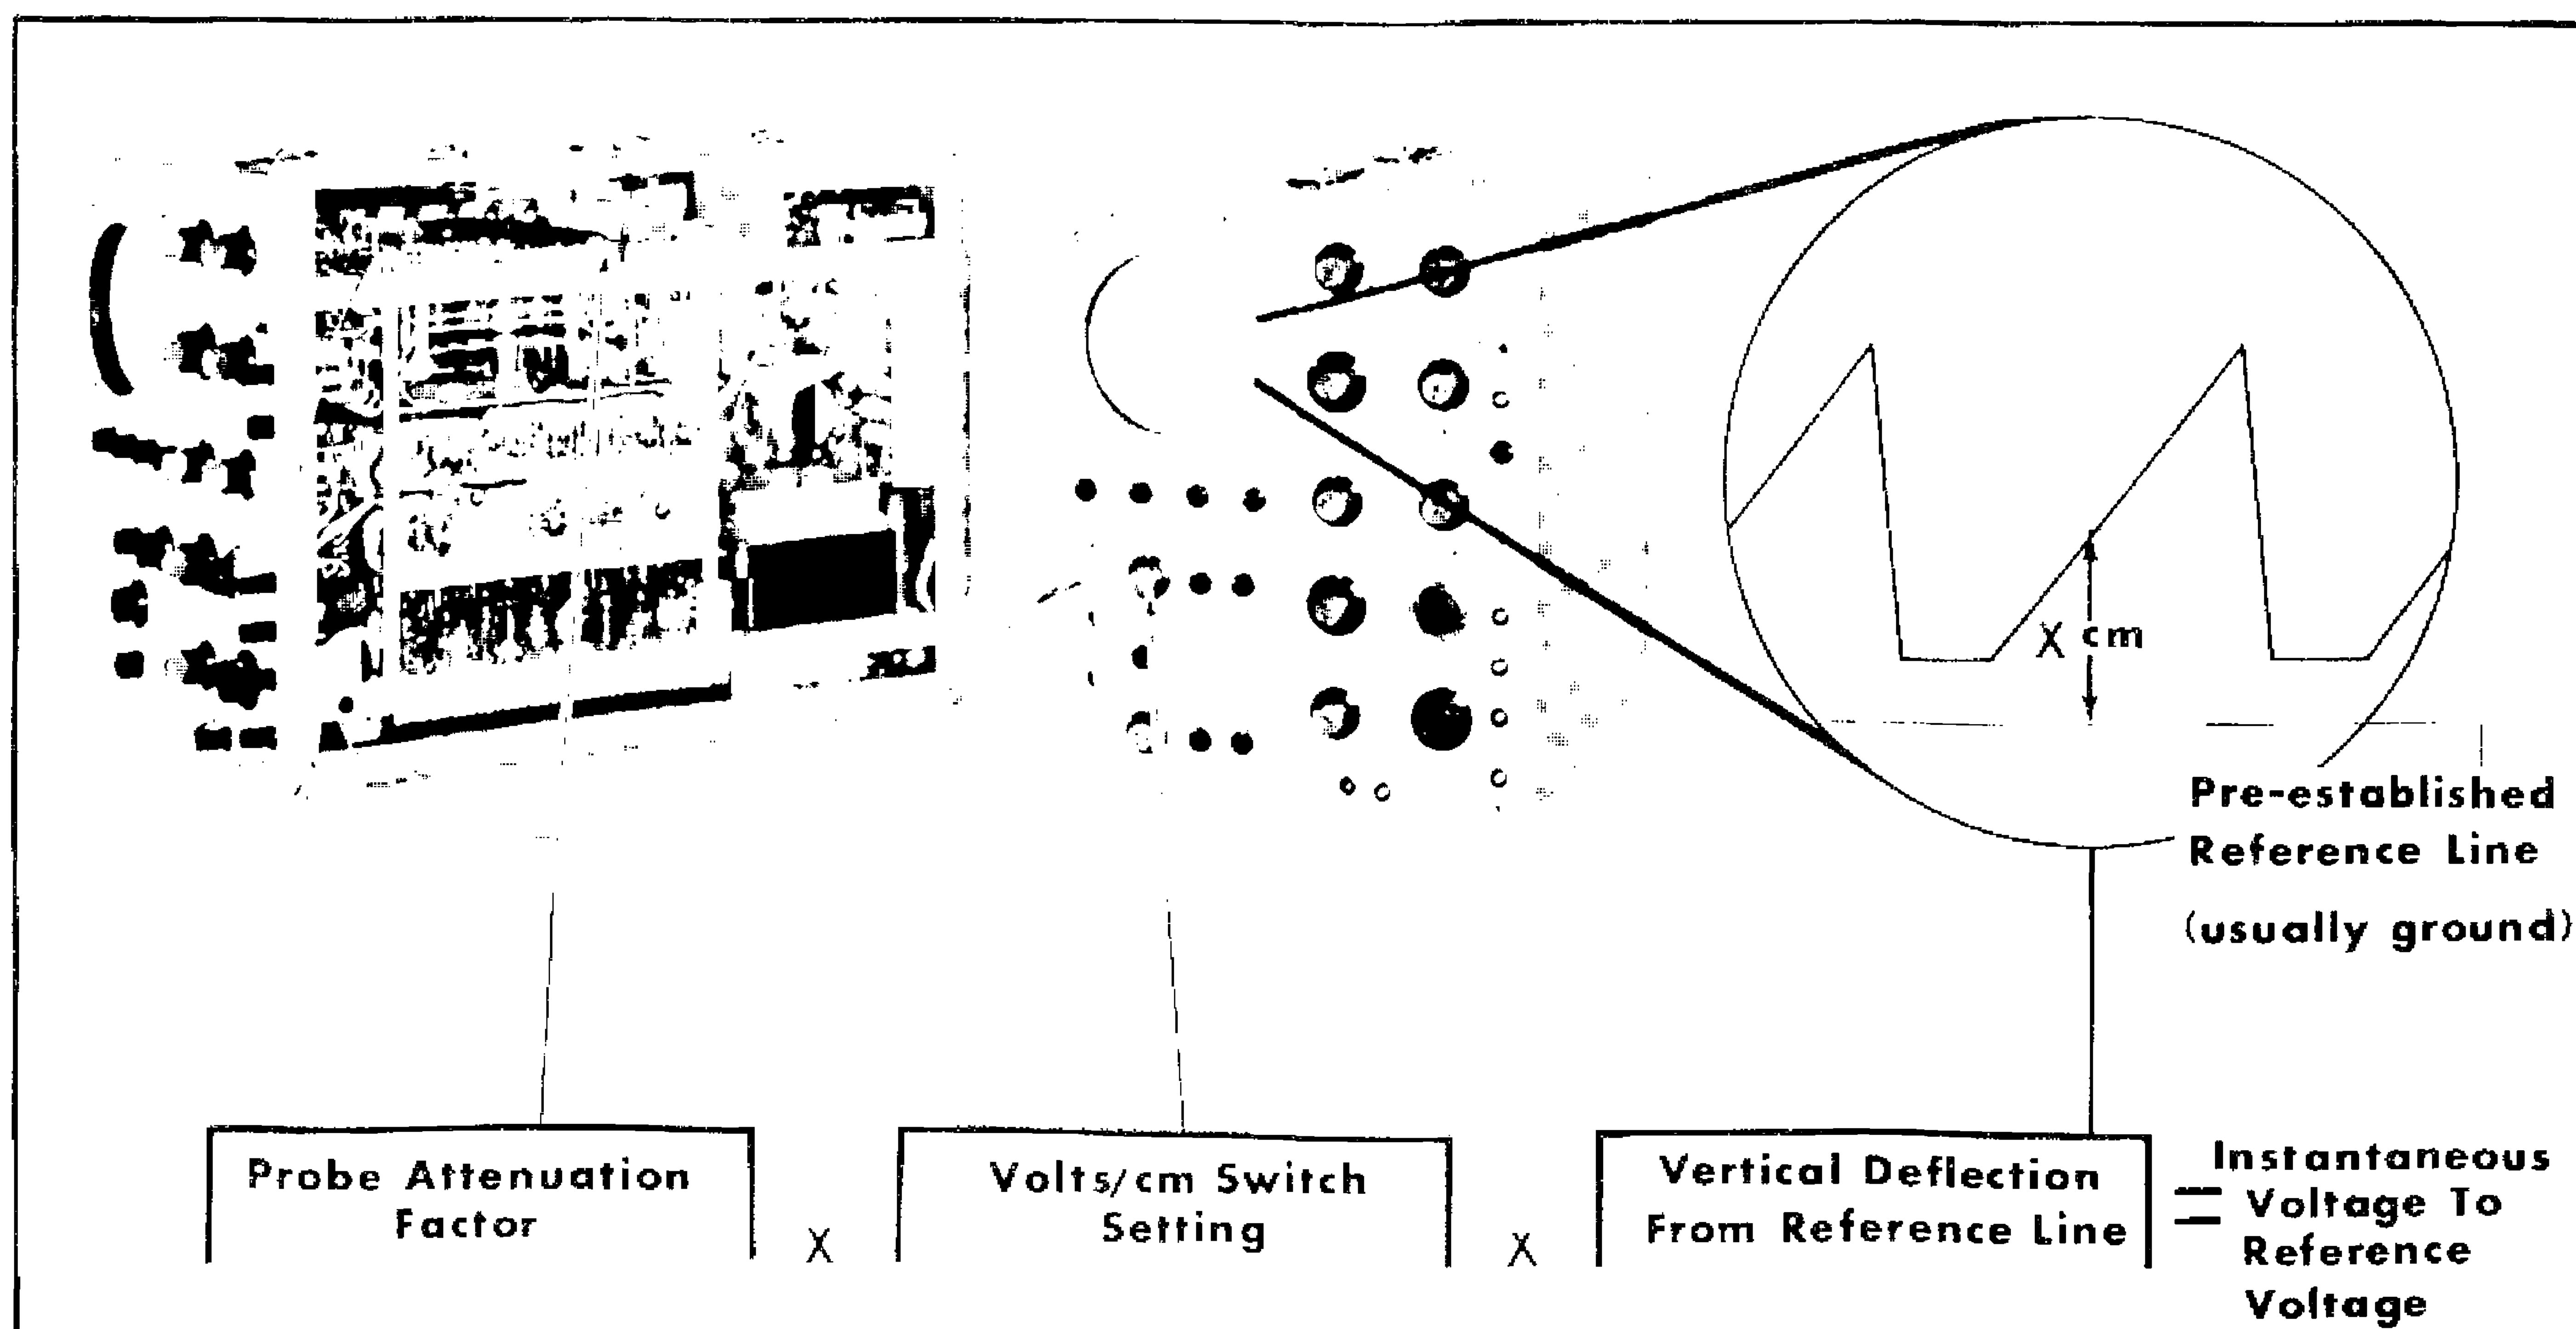 X cm
Pre-established
Reference Line
(usually ground)
Probe Attenuation
Factor
X
Volts/cm Switch
Setting
X
Vertical Deflection
From Reference Line
=
Instantaneous
Voltage To
Reference
Voltage